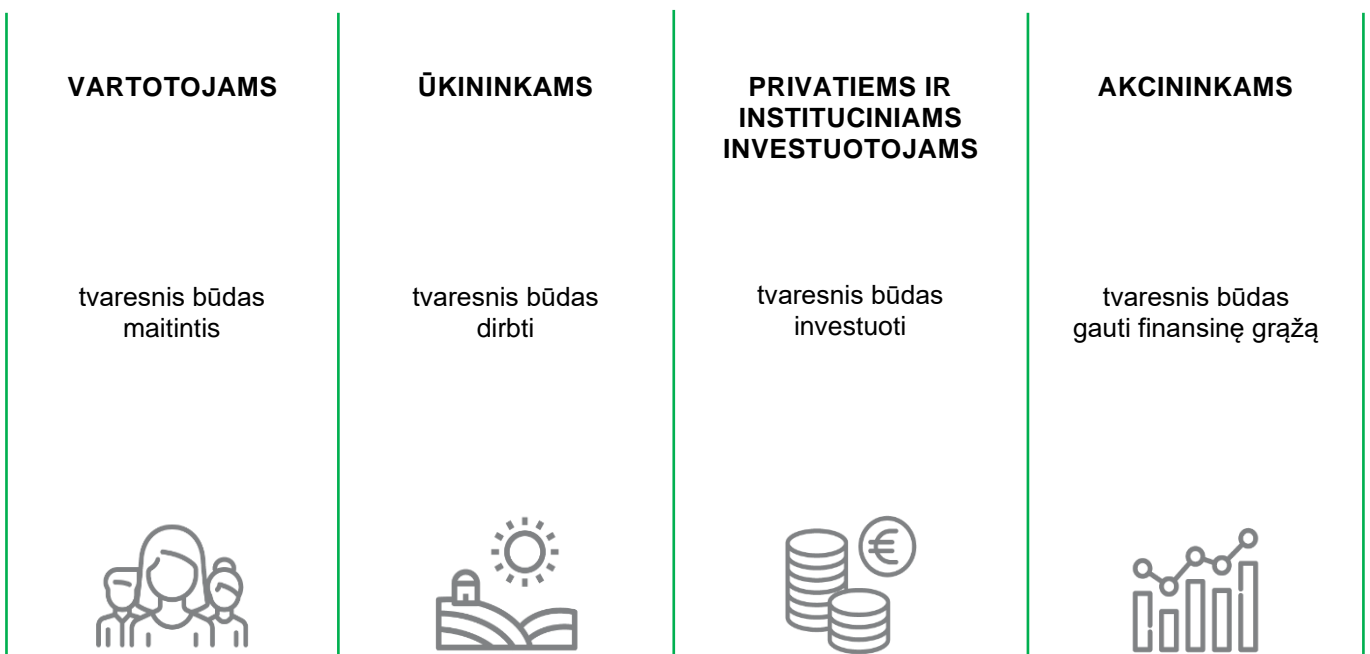 VARTOTOJAMS
tvaresnis būdas
maitintis
ŪKININKAMS
tvaresnis būdas
dirbti
PRIVATIEMS IR
INSTITUCINIAMS
INVESTUOTOJAMS
tvaresnis būdas
investuoti
AKCININKAMS
tvaresnis būdas
gauti finansinę grąžą
€